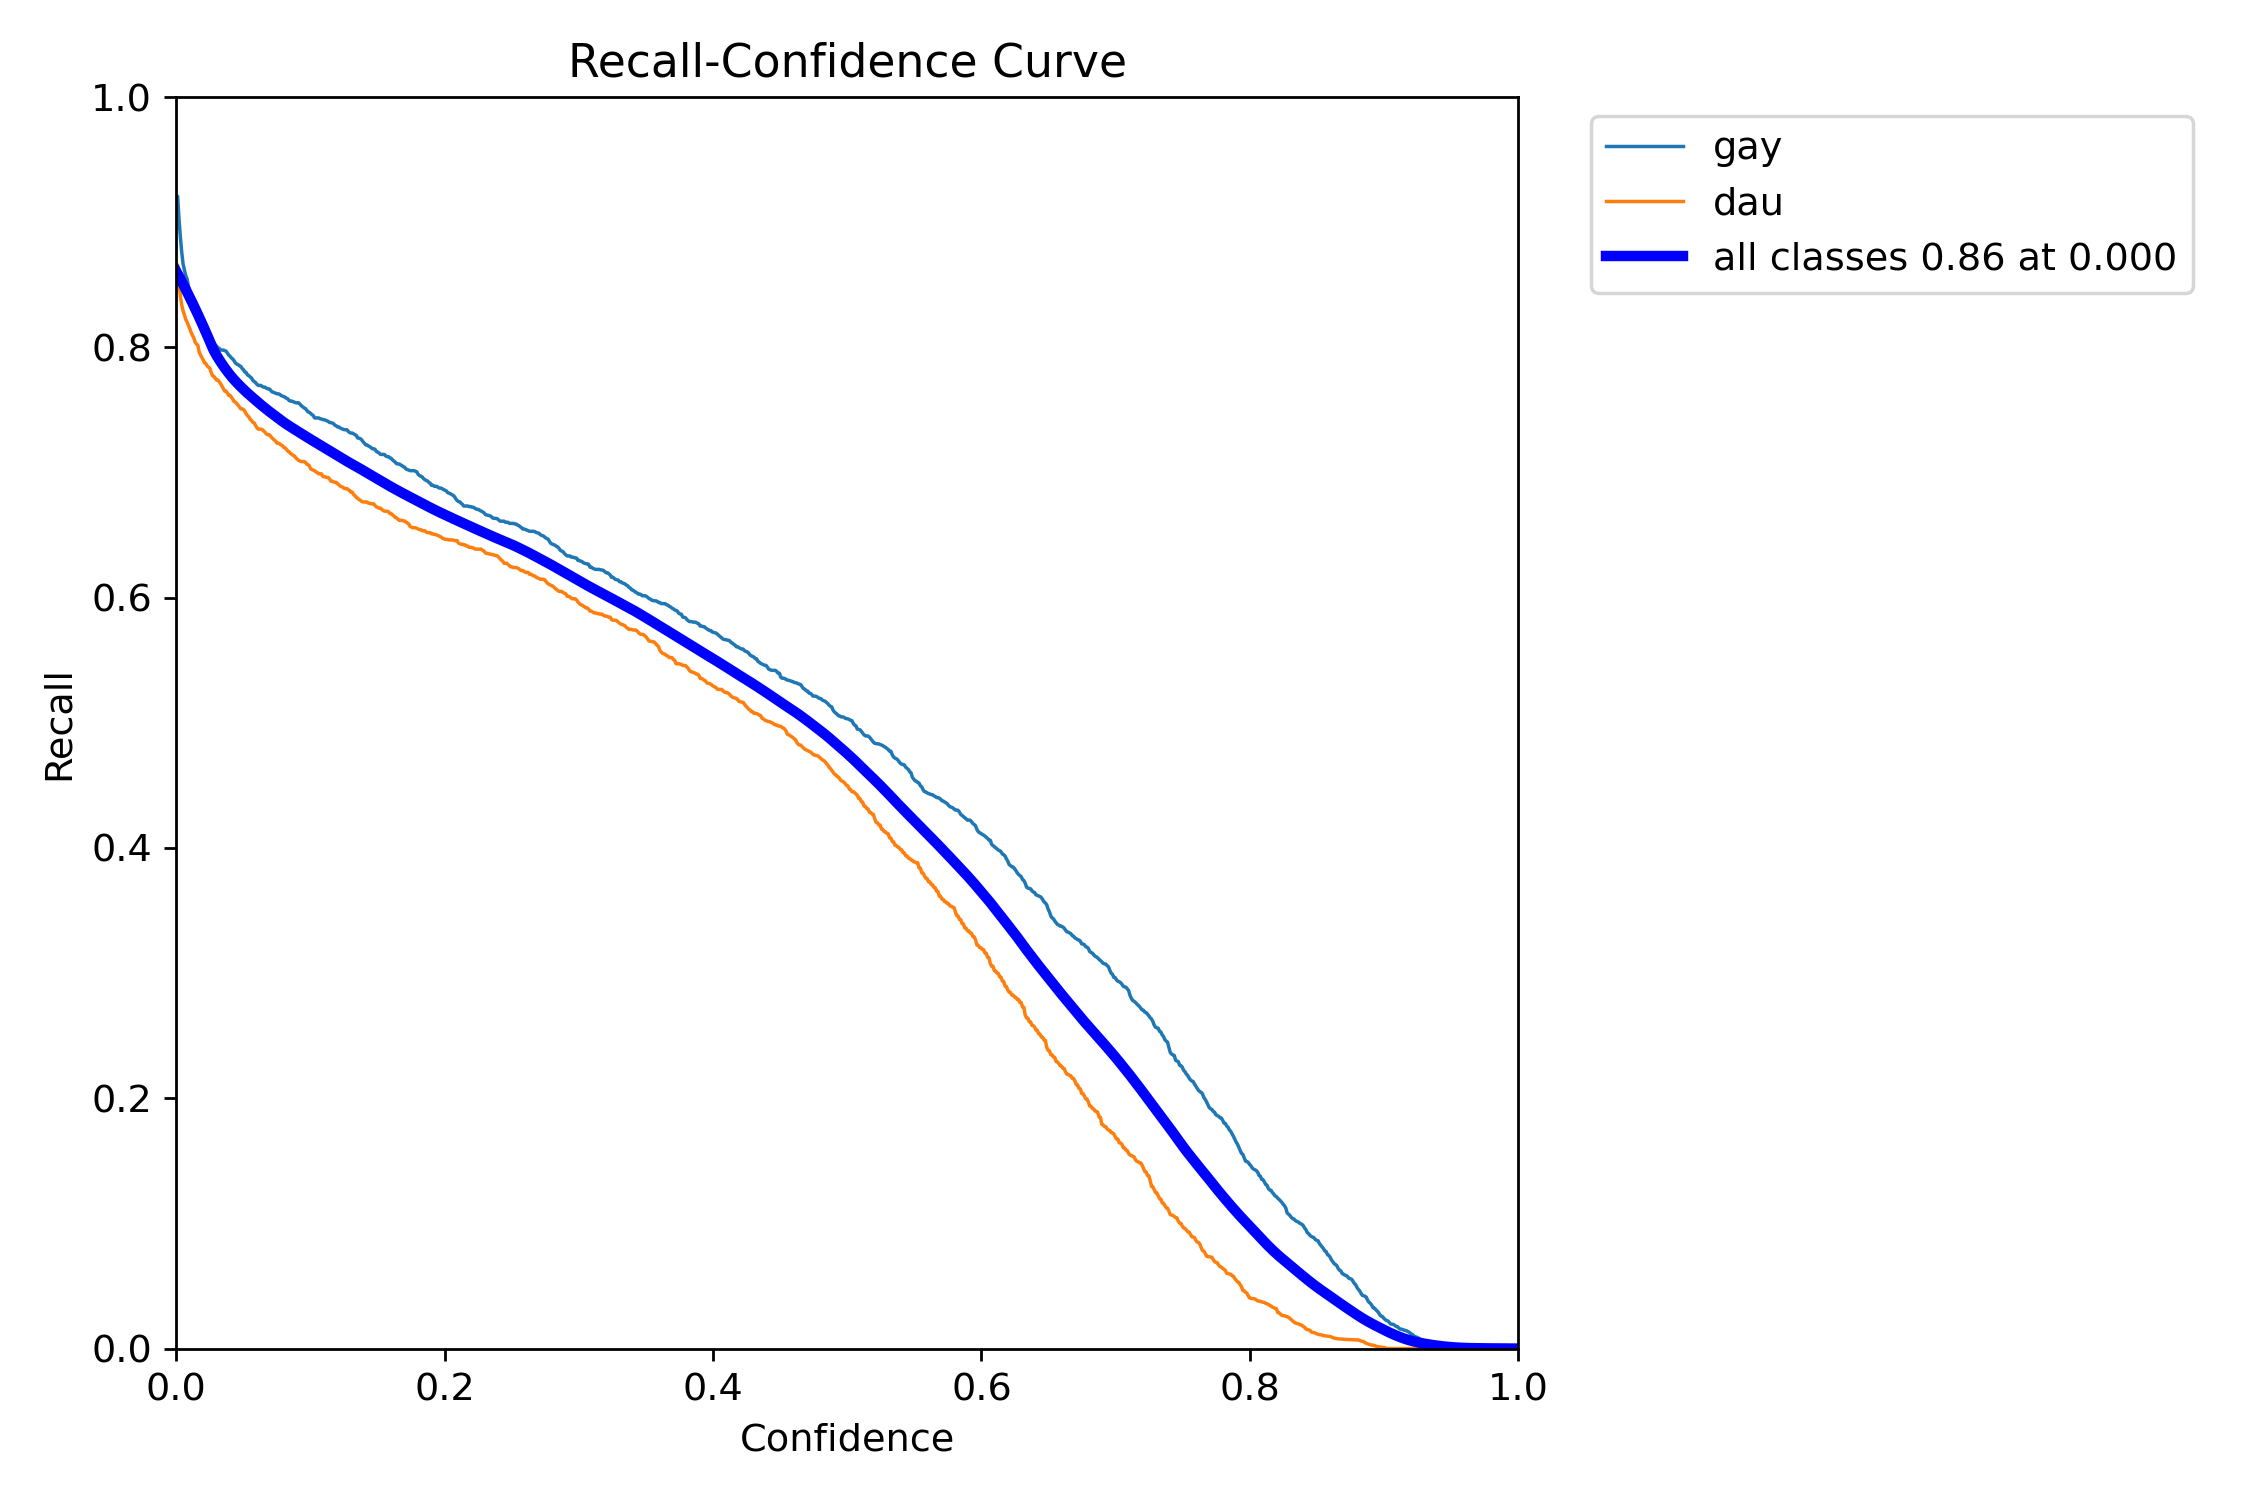 Recall-Confidence Curve
1.0
0.8
0.6
0.4
0.2
0.0
Recall
0.0 0.2 0.4 0.6 0.8 1.0
Confidence
gay
dau
all classes 0.86 at 0.000